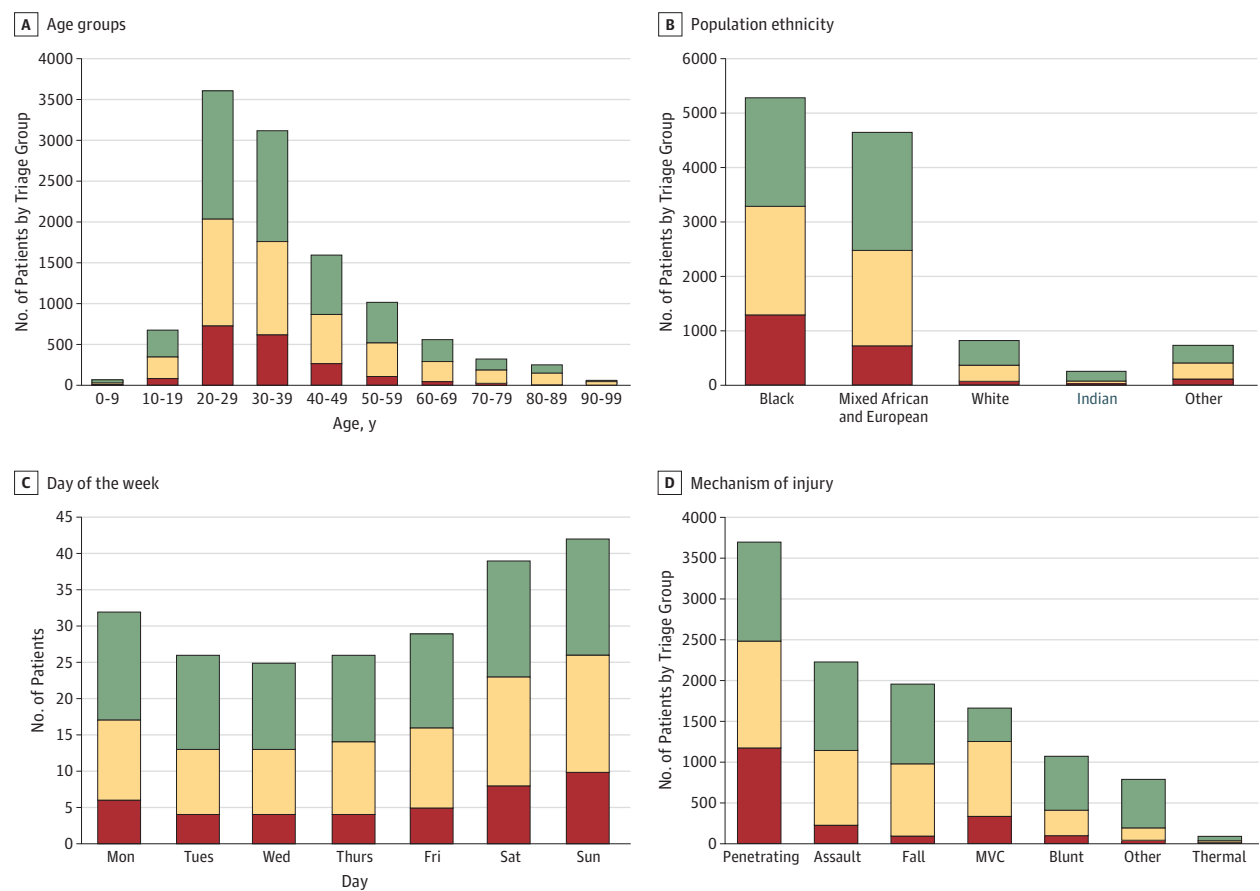 A Age groups
No. of Patients by Triage Group
4000
3500
3000
2500
2000
1500
1000
500
0
0-9 10-19 20-29 30-39 40-49 50-59 60-69 70-79 80-89 90-99
Age, y
B Population ethnicity
No. of Patients by Triage Group
6000
5000
4000
3000
2000
1000
0
Black Mixed African and European White Indian Other
C Day of the week
No. of Patients
45
40
35
30
25
20
15
10
5
0
Mon Tues Wed Thurs Fri Sat Sun
Day
D Mechanism of injury
No. of Patients by Triage Group
4000
3500
3000
2500
2000
1500
1000
500
0
Penetrating Assault Fall MVC Blunt Other Thermal